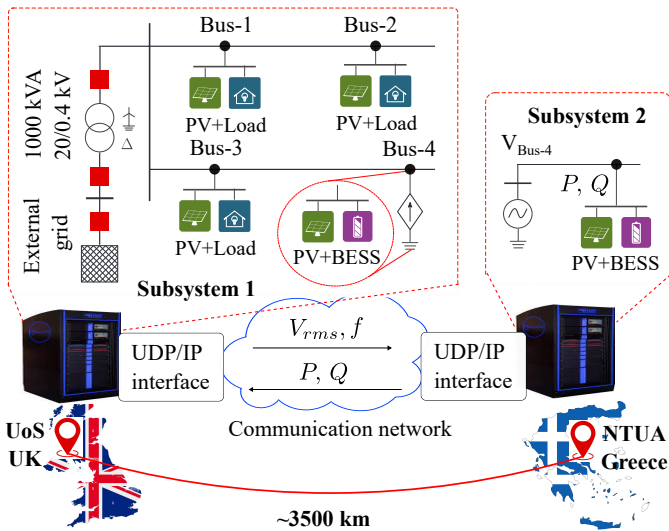 Bus-1
Bus-2
1000 kVA
20/0.4 kV
Δ
PV+Load
PV+Load
Bus-3
Bus-4
External
grid
PV+Load
PV+BESS
Subsystem 1
Subsystem 2
V_Bus-4
P, Q
PV+BESS
UDP/IP
interface
V_rms, f
P, Q
UDP/IP
interface
Communication network
UoS
UK
NTUA
Greece
~3500 km